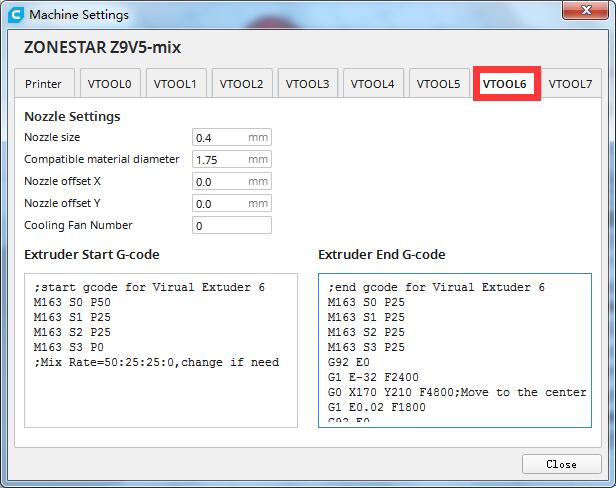 Machine Settings
ZONESTAR Z9V5-mix
Printer VTOOL0 VTOOL1 VTOOL2 VTOOL3 VTOOL4 VTOOL5 VTOOL6 VTOOL7
Nozzle Settings
Nozzle size 0.4 mm
Compatible material diameter 1.75 mm
Nozzle offset X 0.0 mm
Nozzle offset Y 0.0 mm
Cooling Fan Number 0
Extruder Start G-code
;start gcode for Virual Extuder 6
M163 S0 P50
M163 S1 P25
M163 S2 P25
M163 S3 P0
;Mix Rate=50:25:25:0,change if need
Extruder End G-code
;end gcode for Virual Extuder 6
M163 S0 P25
M163 S1 P25
M163 S2 P25
M163 S3 P25
G92 E0
G1 E-32 F2400
G0 X170 Y210 F4800;Move to the center
G1 E0.02 F1800
G92 E0
Close